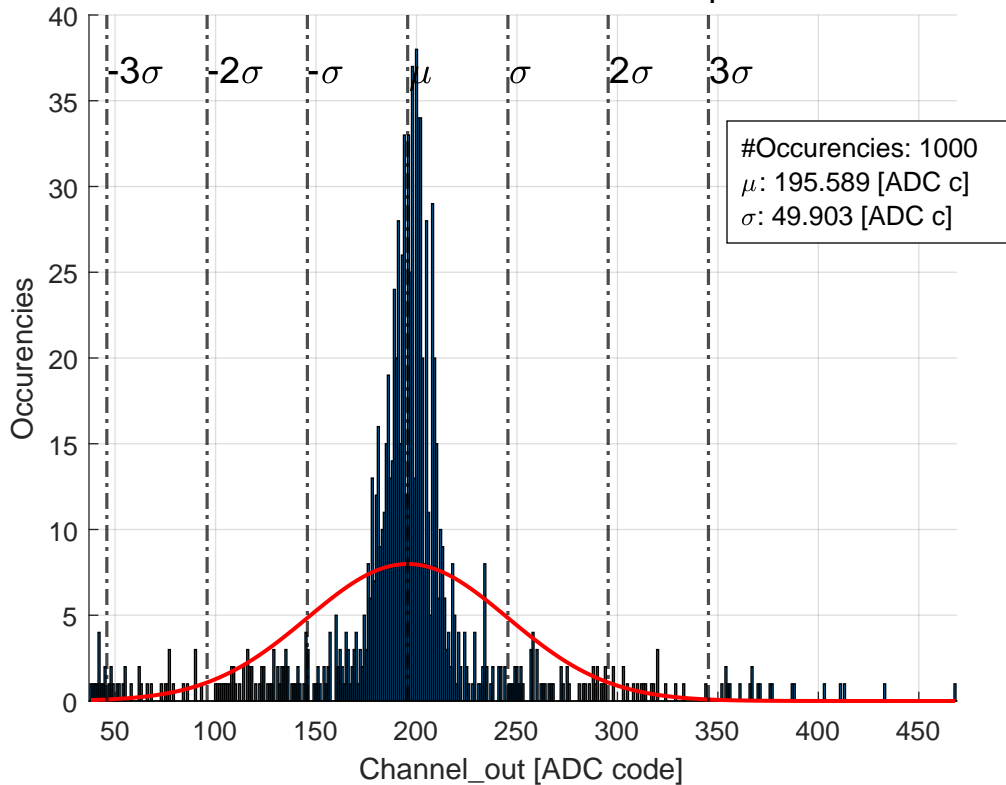 40
35
30
25
20
15
10
5
0
Occurencies
-3σ -2σ -σ μ σ 2σ 3σ
#Occurencies: 1000
μ: 195.589 [ADC c]
σ: 49.903 [ADC c]
50 100 150 200 250 300 350 400 450
Channel_out [ADC code]